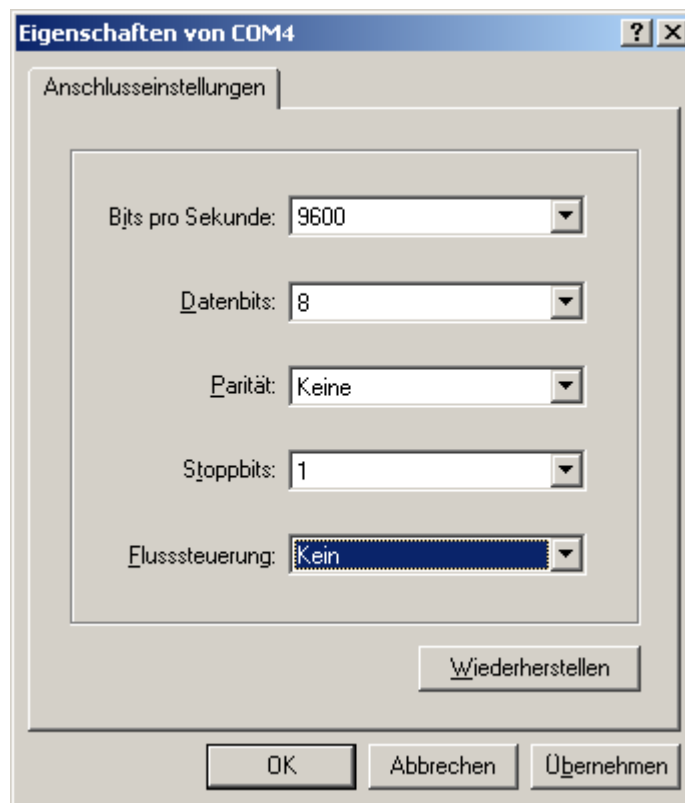 Eigenschaften von COM4
Anschlusseinstellungen
Bits pro Sekunde: 9600
Datenbits: 8
Parität: Keine
Stoppbits: 1
Flusssteuerung: Kein
Wiederherstellen
OK Abbrechen Übernehmen